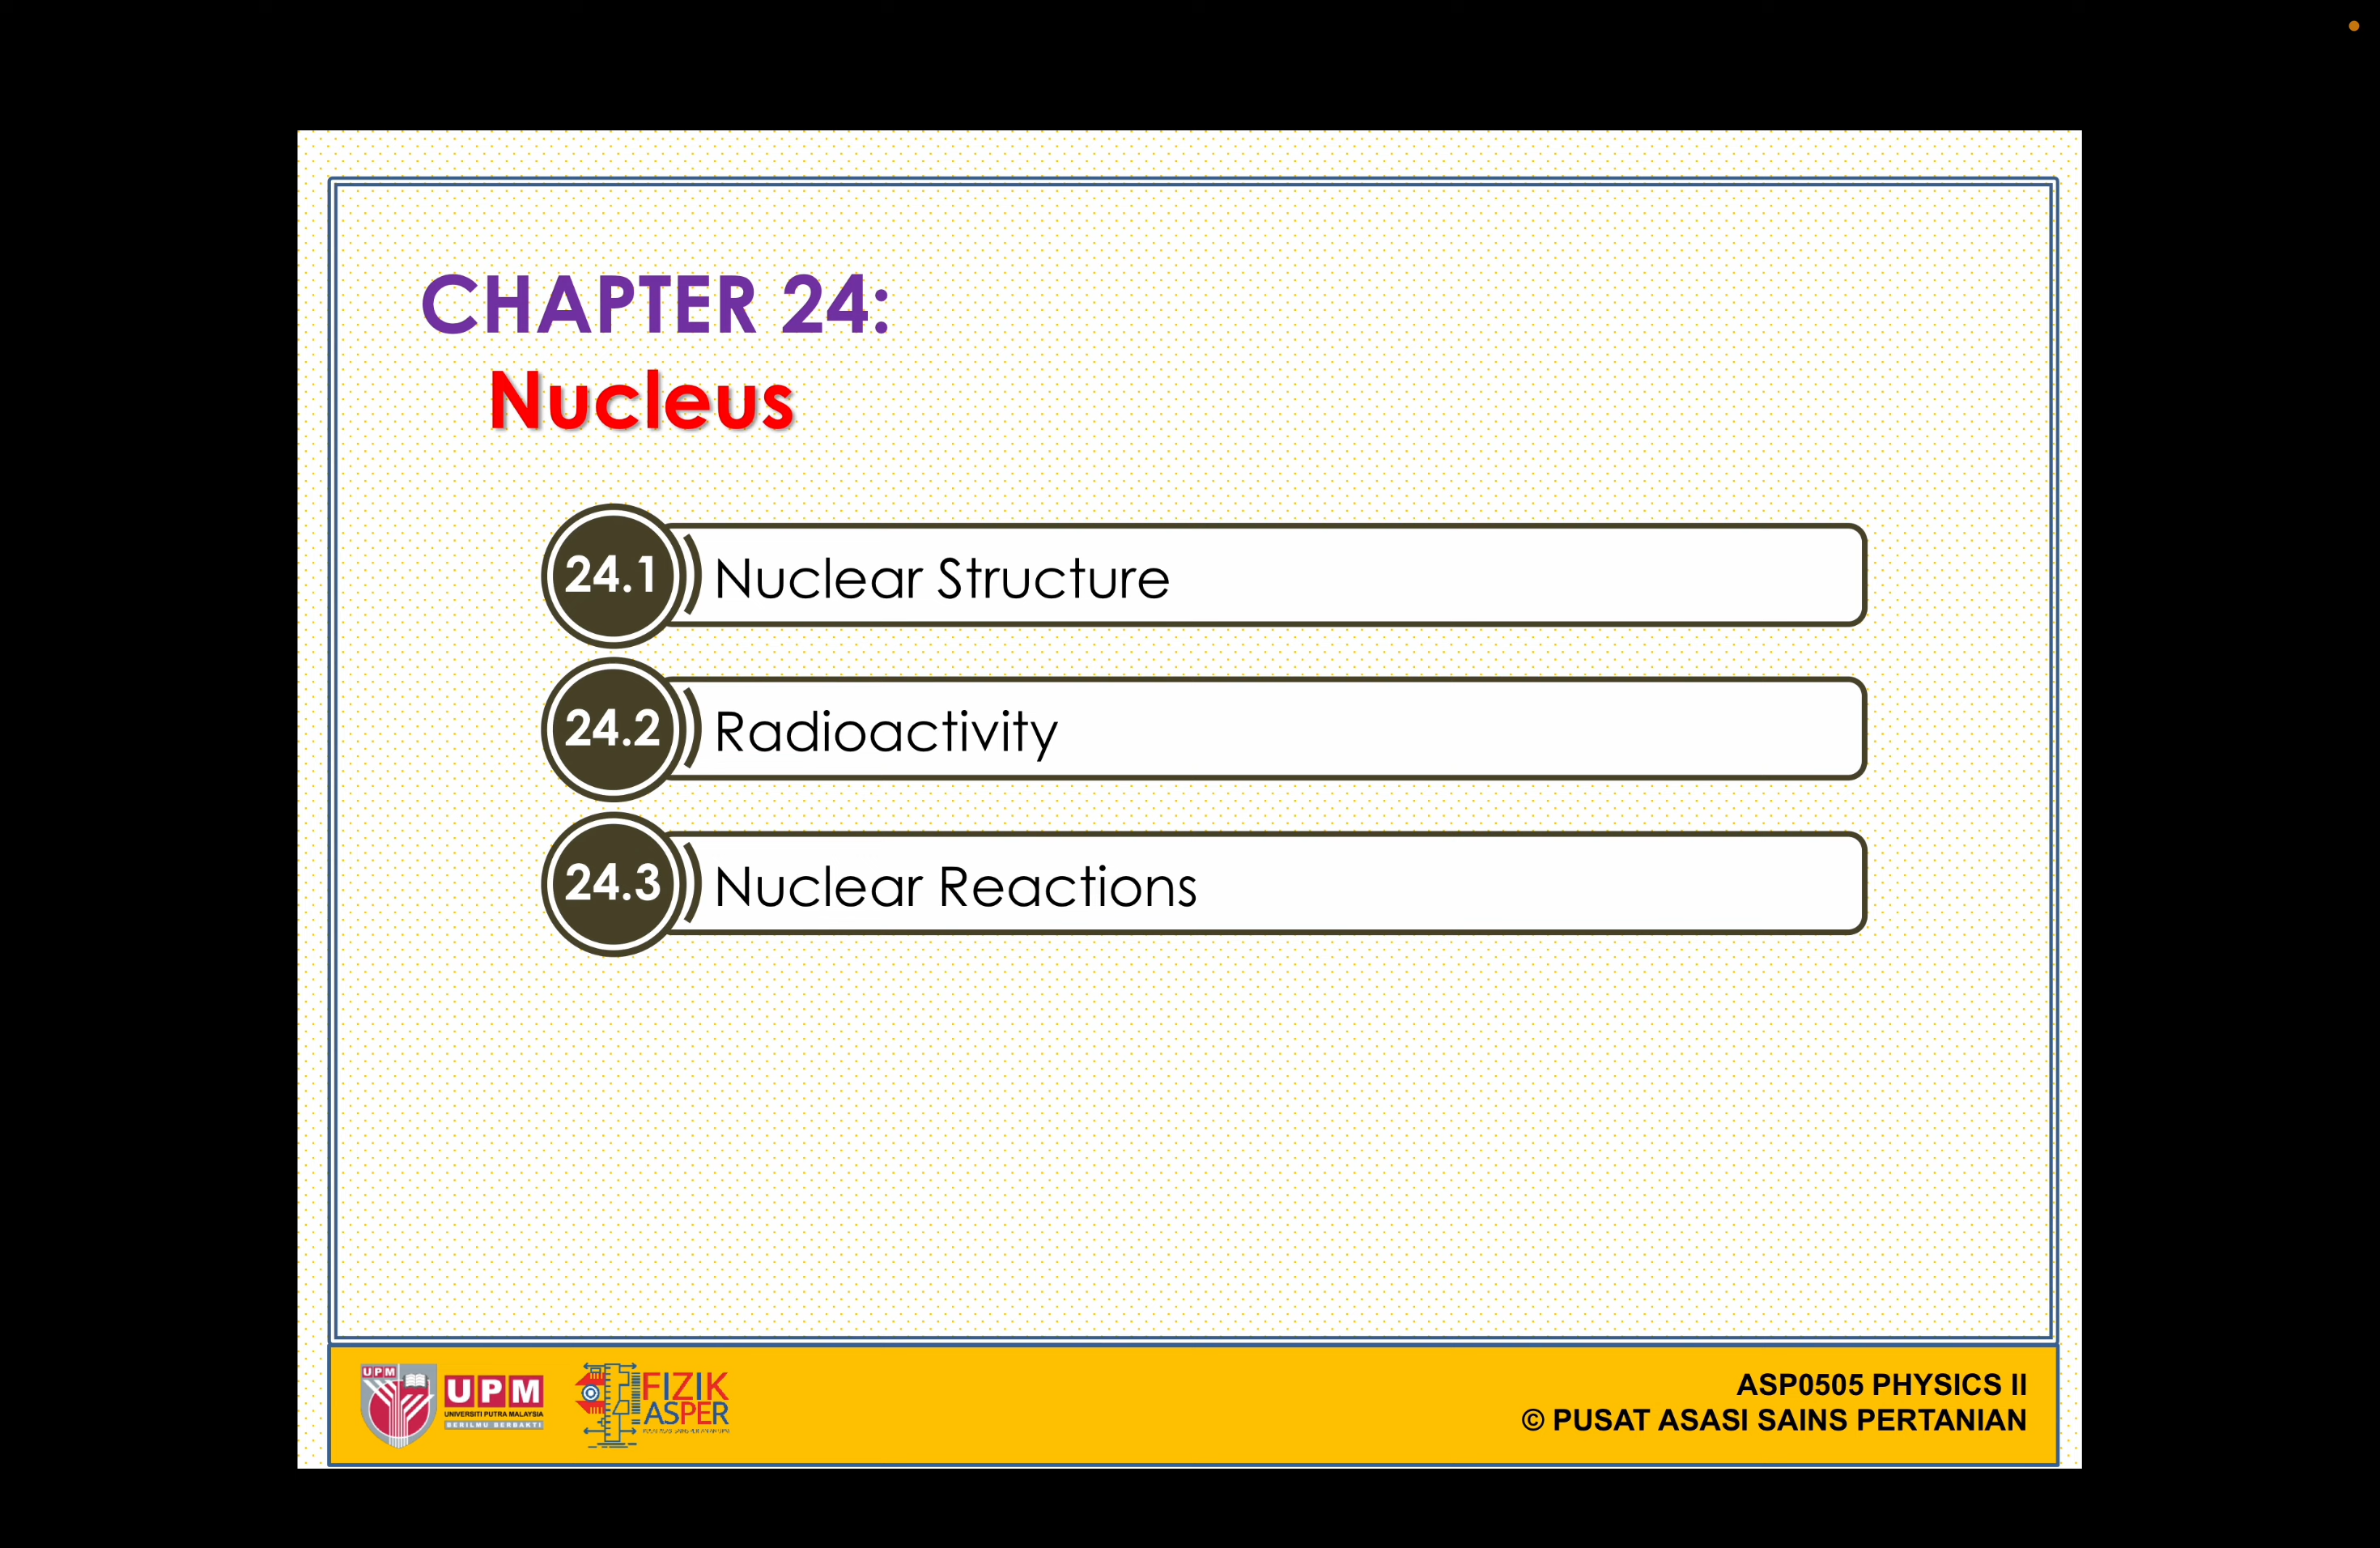 CHAPTER 24:
Nucleus
24.1 Nuclear Structure
24.2 Radioactivity
24.3 Nuclear Reactions
UPM
UPM
UNIVERSITI PUTRA MALAYSIA
BERILMU BERBAKTI
FIZIK
ASPER
ASP0505 PHYSICS II
© PUSAT ASASI SAINS PERTANIAN